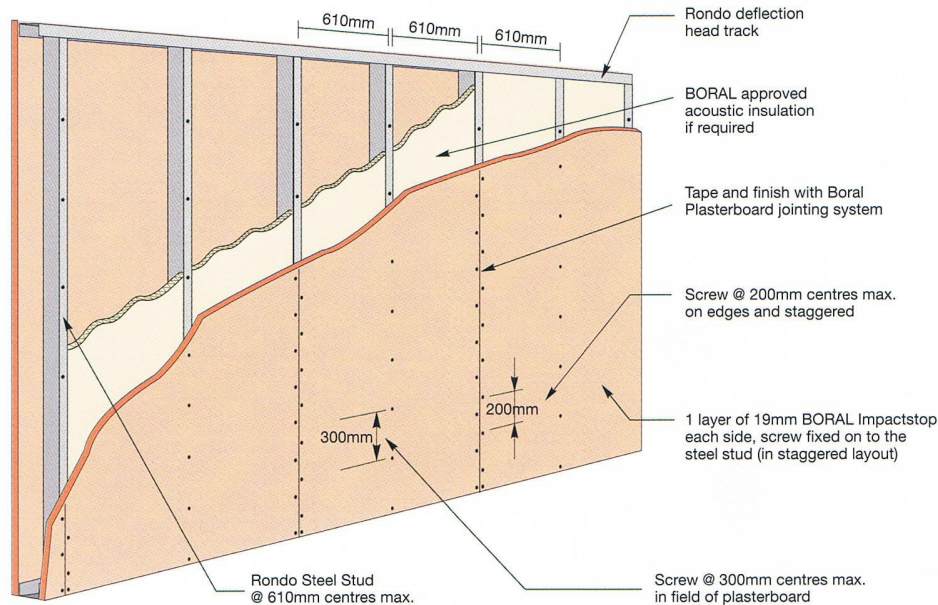 610mm
610mm
610mm
Rondo deflection
head track
BORAL approved
acoustic insulation
if required
Tape and finish with Boral
Plasterboard jointing system
Screw @ 200mm centres max.
on edges and staggered
200mm
300mm
1 layer of 19mm BORAL Impactstop
each side, screw fixed on to the
steel stud (in staggered layout)
Rondo Steel Stud
@ 610mm centres max.
Screw @ 300mm centres max.
in field of plasterboard